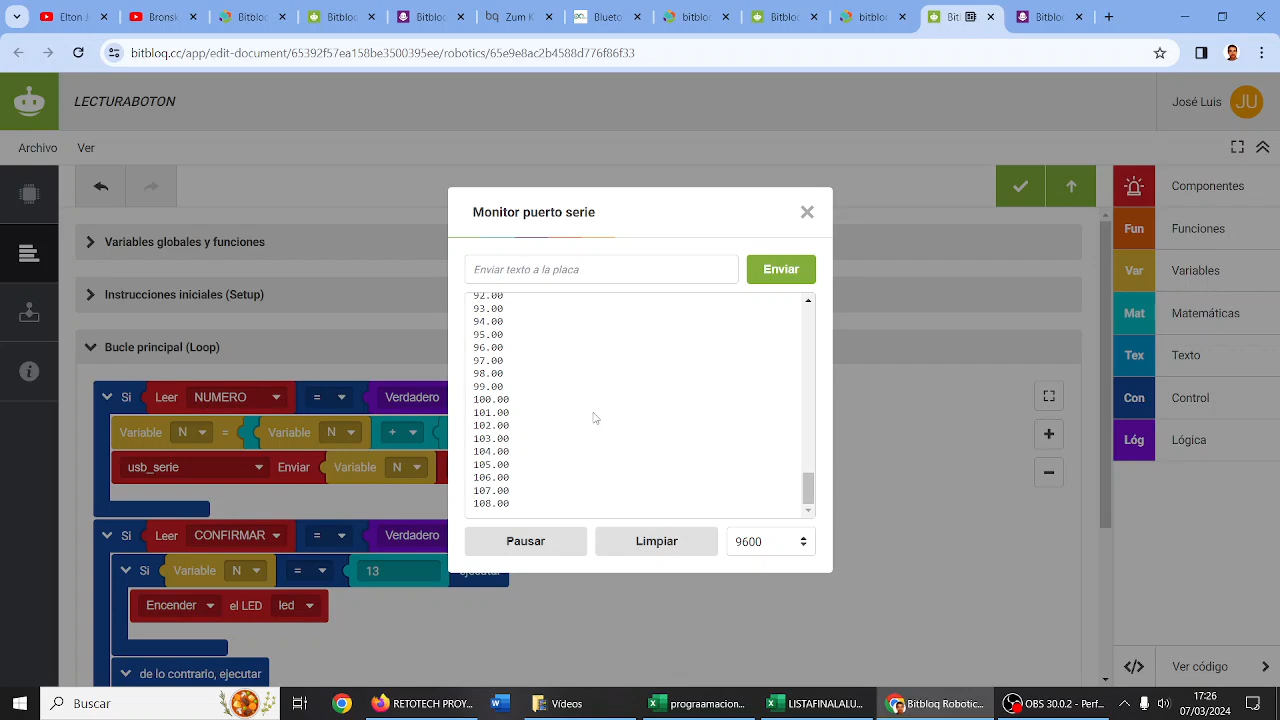 Bitloq
Bronsk
Bitbloq
Bitbloc
Bitbloc
Zum K
Blueto
bitbloq
Bitbloc
bitbloq
Bitb
Bitbloc
bitbloq.cc/app/edit-document/65392f57ea158be3500395ee/robotics/65e9e8ac2b4588d776f86f33
LECTURABOTON
José Luis
JU
Archivo
Ver
Monitor puerto serie
Componentes
Enviar texto a la placa
Enviar
Fun
Funciones
Variables globales y funciones
Var
Variables
Instrucciones iniciales (Setup)
Mat
Matemáticas
Bucle principal (Loop)
Tex
Texto
Con
Control
Lóg
Lógica
92.00
93.00
94.00
95.00
96.00
97.00
98.00
99.00
100.00
101.00
102.00
103.00
104.00
105.00
106.00
107.00
108.00
Si Leer NUMERO = Verdadero
Variable N = Variable N +
usb_serie Enviar Variable N
Si Leer CONFIRMAR = Verdadero
Pausar
Limpiar
9600
Si Variable N = 13 ejecutar
Encender el LED led
de lo contrario, ejecutar
Ver código
Buscar
RETOTECH PROY...
Vídeos
programacion...
LISTAFINALALU...
Bitbloq Robotic...
OBS 30.0.2 - Per...
17:26
07/03/2024